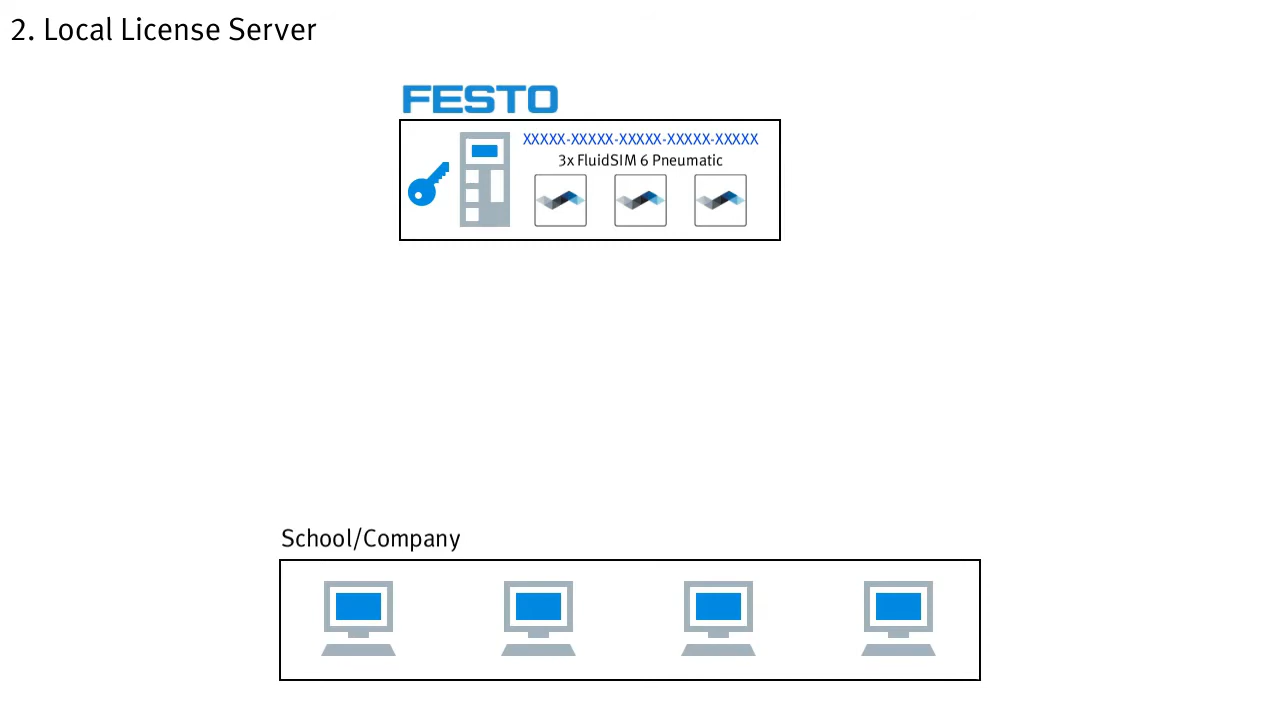 2. Local License Server
FESTO
XXXXX-XXXXX-XXXXX-XXXXX-XXXXX
3x FluidSIM 6 Pneumatic
School/Company